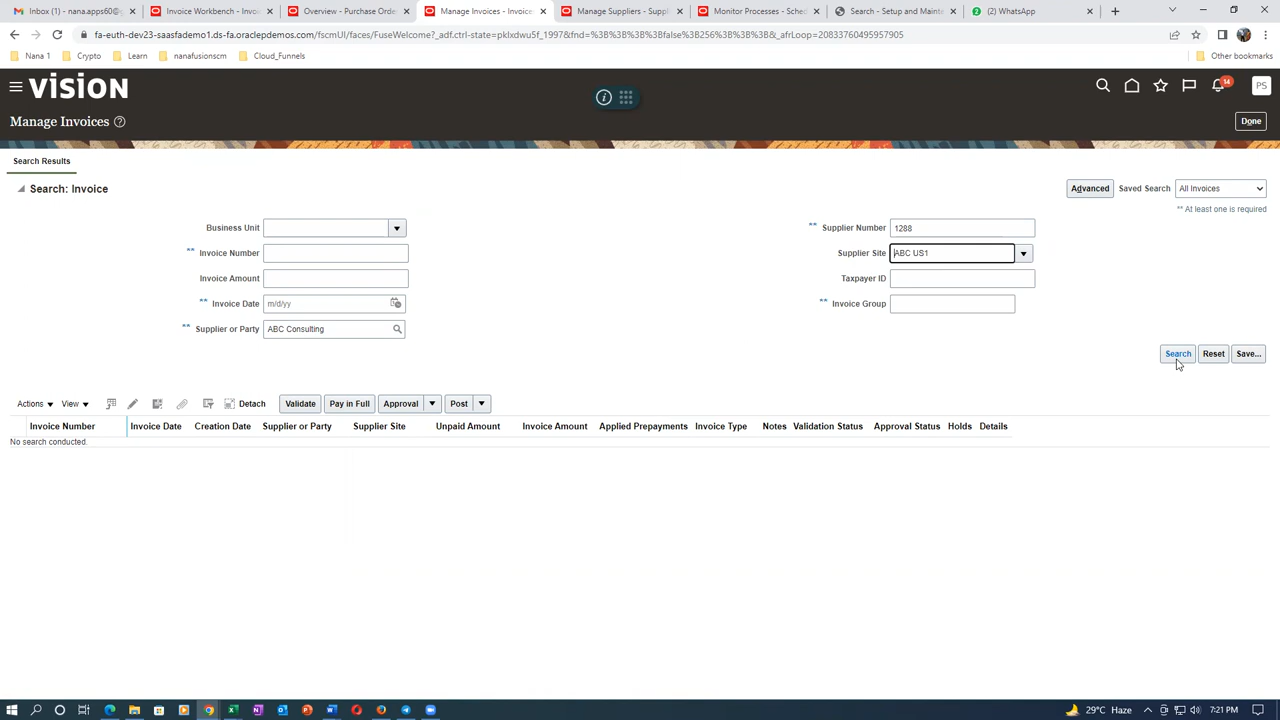 Inbox (1) - nana.apps60@g
Invoice Workbench - Invoi
Overview - Purchase Order
Manage Invoices - Invoice
Manage Suppliers - Suppli
Monitor Processes - Sched
Search - Setup and Mainte
(2) WhatsApp
fa-euth-dev23-saasfademo1.ds-fa.oraclepdemos.com/fscmUI/faces/FuseWelcome?_adf.ctrl-state=pklxdwu5f_1997&fnd=%3B%3B%3B%3Bfalse%3B256%3B%3B%3B&_afrLoop=20833760495957905
Nana 1
Crypto
Learn
nanafusionscm
Cloud_Funnels
Other bookmarks
VISION
14
PS
Manage Invoices
Done
Search Results
Search: Invoice
Advanced
Saved Search
All Invoices
** At least one is required
Business Unit
** Supplier Number 1288
** Invoice Number
Supplier Site ABC US1
Invoice Amount
Taxpayer ID
** Invoice Date m/d/yy
** Invoice Group
** Supplier or Party ABC Consulting
Search
Reset
Save...
Actions
View
Detach
Validate
Pay in Full
Approval
Post
Invoice Number
Invoice Date
Creation Date
Supplier or Party
Supplier Site
Unpaid Amount
Invoice Amount
Applied Prepayments
Invoice Type
Notes
Validation Status
Approval Status
Holds
Details
No search conducted.
29°C Haze
7:21 PM